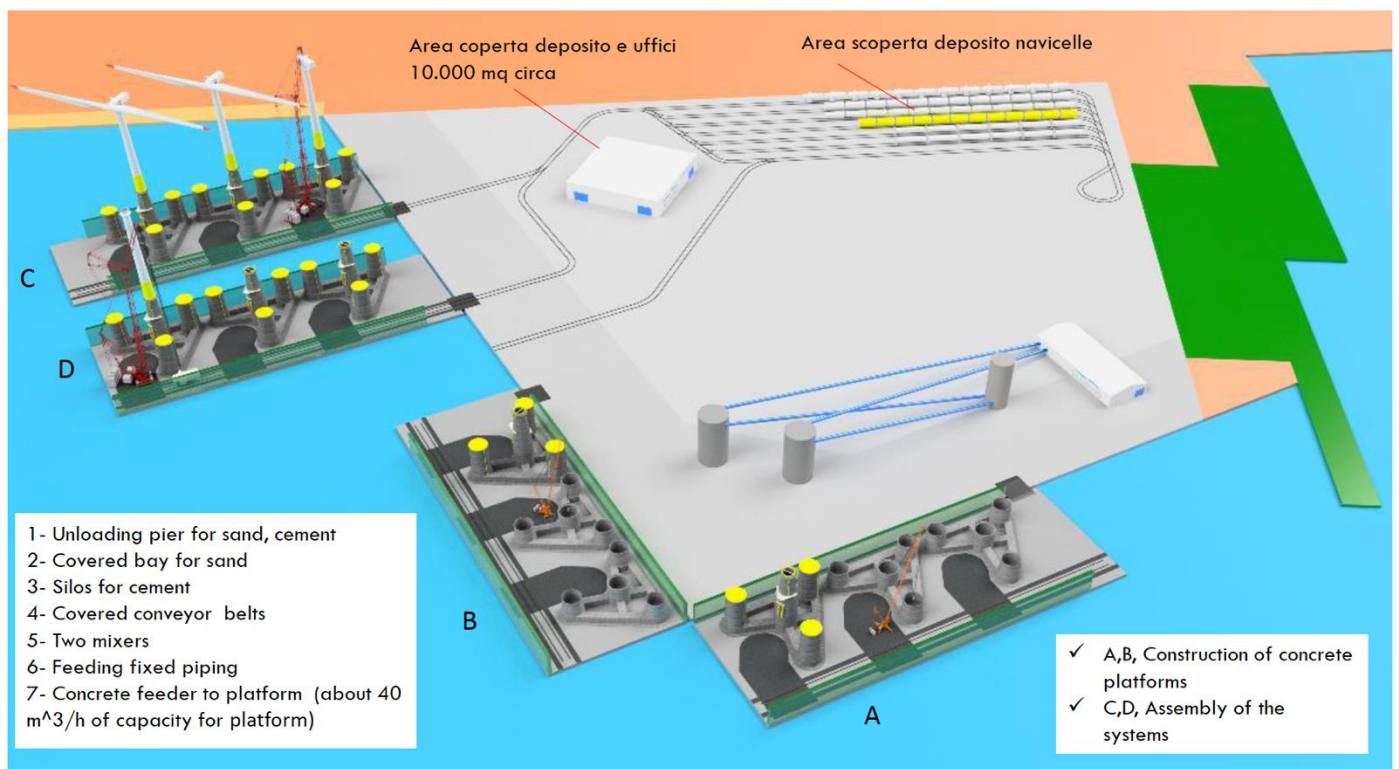 Area coperta deposito e uffici
10.000 mq circa
Area scoperta deposito navicelle
C
D
B
A
1- Unloading pier for sand, cement
2- Covered bay for sand
3- Silos for cement
4- Covered conveyor belts
5- Two mixers
6- Feeding fixed piping
7- Concrete feeder to platform (about 40
m^3/h of capacity for platform)
✓ A,B, Construction of concrete
platforms
✓ C,D, Assembly of the
systems